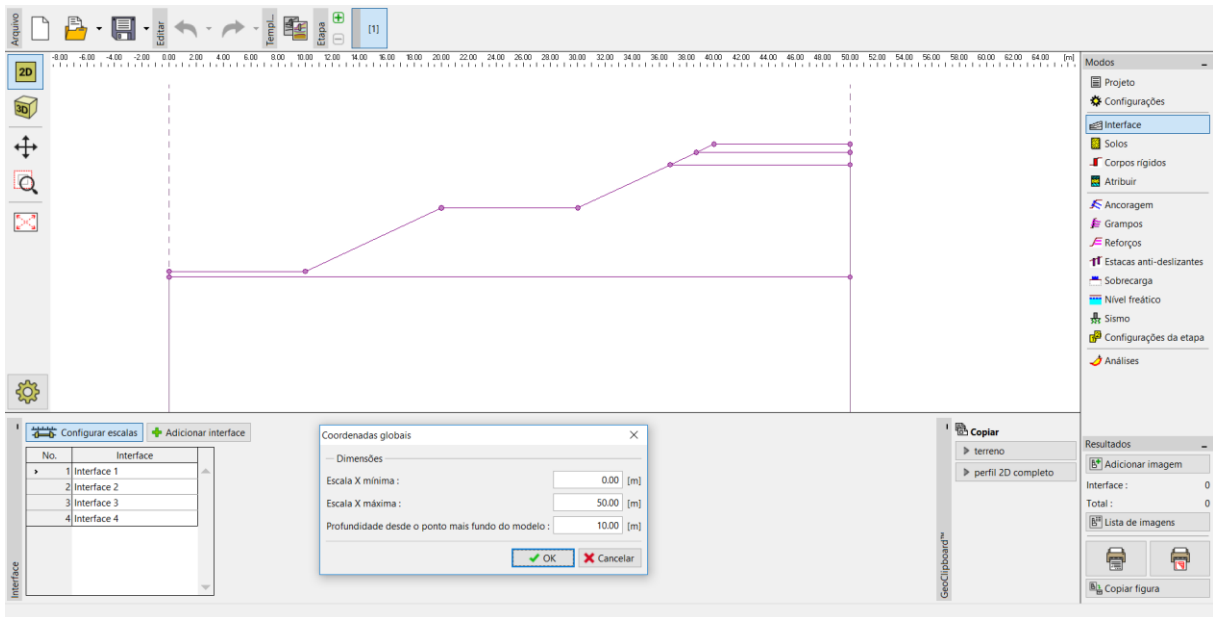 Arquivo
Editar
Templ...
Etapa
[1]
-8.00 -6.00 -4.00 -2.00 0.00 2.00 4.00 6.00 8.00 10.00 12.00 14.00 16.00 18.00 20.00 22.00 24.00 26.00 28.00 30.00 32.00 34.00 36.00 38.00 40.00 42.00 44.00 46.00 48.00 50.00 52.00 54.00 56.00 58.00 60.00 62.00 64.00 [m]
2D
3D
Modos
Projeto
Configurações
Interface
Solos
Corpos rígidos
Atribuir
Ancoragem
Grampos
Reforços
Estacas anti-deslizantes
Sobrecarga
Nível freático
Sismo
Configurações da etapa
Análises
Interface
Configurar escalas Adicionar interface
No. Interface
1 Interface 1
2 Interface 2
3 Interface 3
4 Interface 4
Coordenadas globais
Dimensões
Escala X mínima : 0.00 [m]
Escala X máxima : 50.00 [m]
Profundidade desde o ponto mais fundo do modelo : 10.00 [m]
OK Cancelar
GeoClipboard™
Copiar
terreno
perfil 2D completo
Resultados
Adicionar imagem
Interface : 0
Total : 0
Lista de imagens
Copiar figura